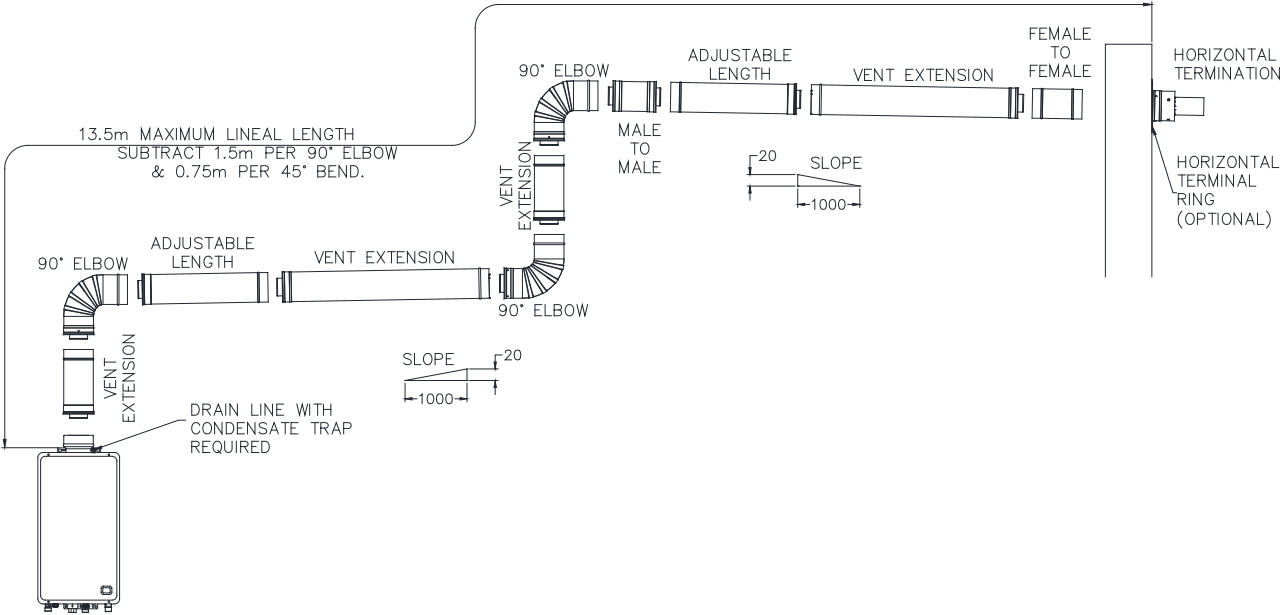 FEMALE
TO
FEMALE
HORIZONTAL
TERMINATION
90° ELBOW
ADJUSTABLE
LENGTH
VENT EXTENSION
13.5m MAXIMUM LINEAL LENGTH
SUBTRACT 1.5m PER 90° ELBOW
& 0.75m PER 45° BEND.
MALE
TO
MALE
VENT
EXTENSION
20
SLOPE
1000
HORIZONTAL
TERMINAL
RING
(OPTIONAL)
90° ELBOW
ADJUSTABLE
LENGTH
VENT EXTENSION
90° ELBOW
VENT
EXTENSION
SLOPE
20
1000
DRAIN LINE WITH
CONDENSATE TRAP
REQUIRED